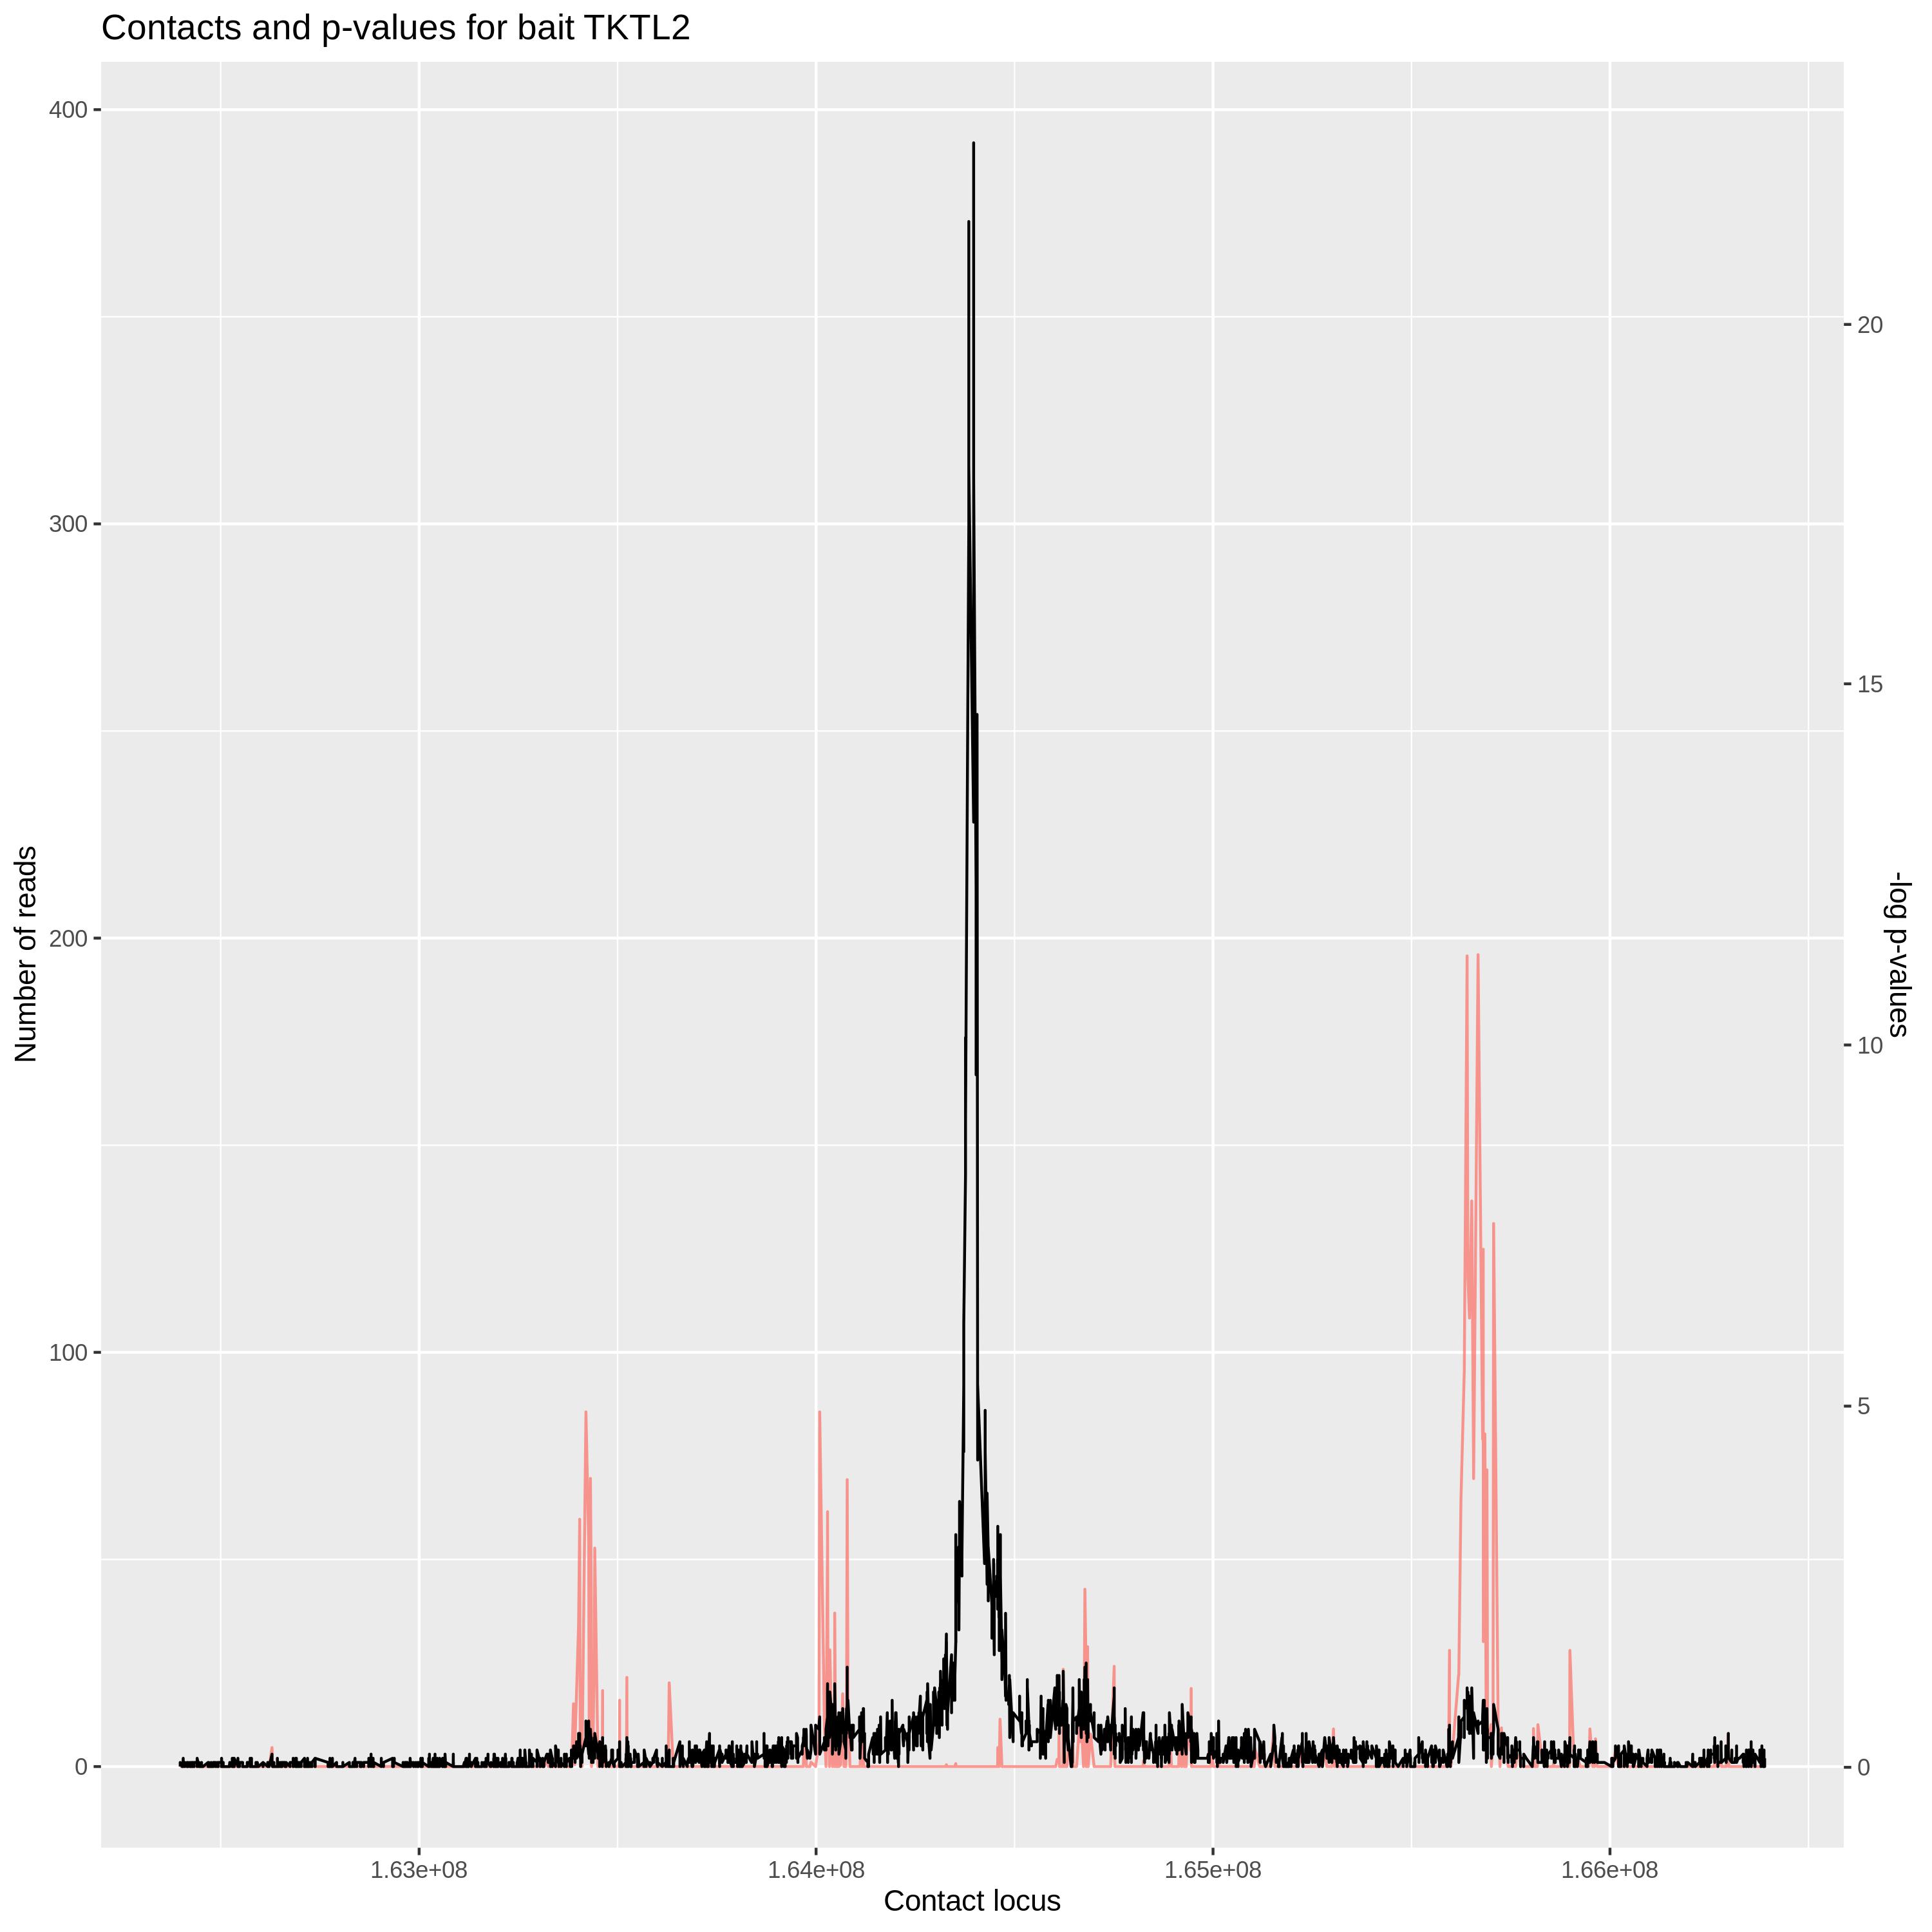 Contacts and p-values for bait TKTL2
400
300
200
100
0
Number of reads
20
15
10
5
0
-log p-values
1.63e+08
1.64e+08
1.65e+08
1.66e+08
Contact locus